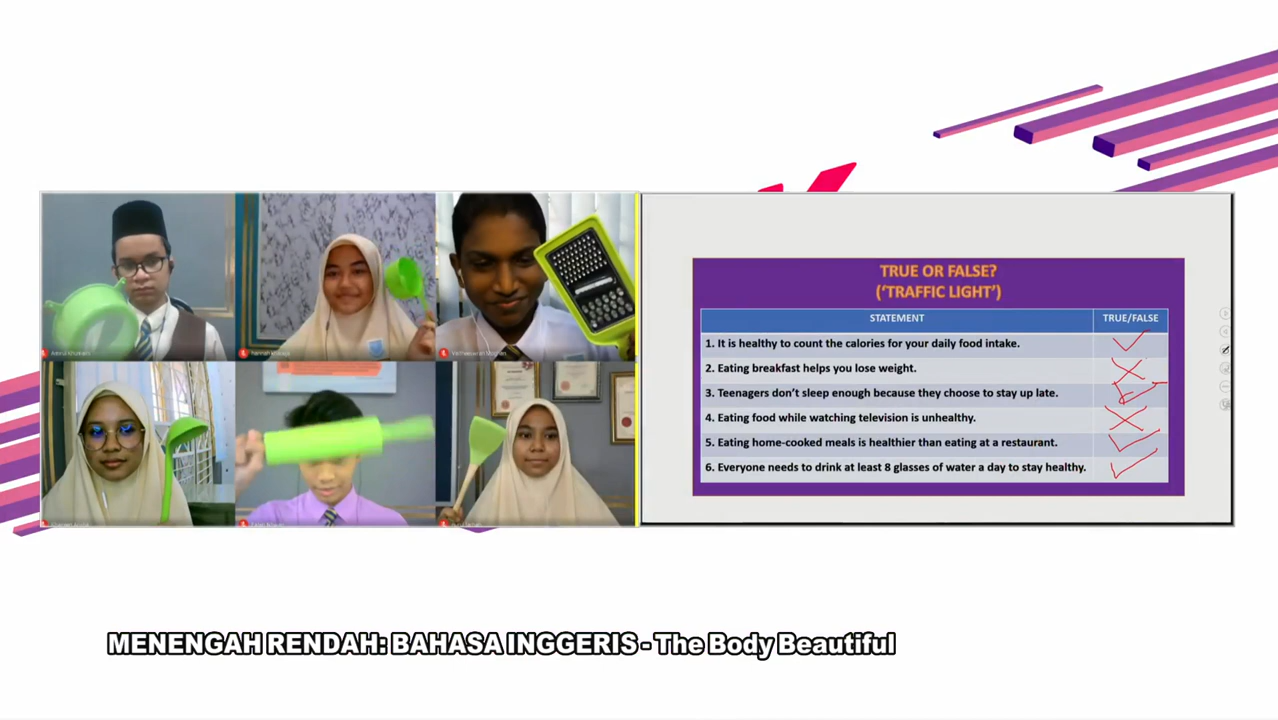 TRUE OR FALSE?
('TRAFFIC LIGHT')
STATEMENT TRUE/FALSE
1. It is healthy to count the calories for your daily food intake.
2. Eating breakfast helps you lose weight.
3. Teenagers don't sleep enough because they choose to stay up late.
4. Eating food while watching television is unhealthy.
5. Eating home-cooked meals is healthier than eating at a restaurant.
6. Everyone needs to drink at least 8 glasses of water a day to stay healthy.
MENENGAH RENDAH: BAHASA INGGERIS - The Body Beautiful